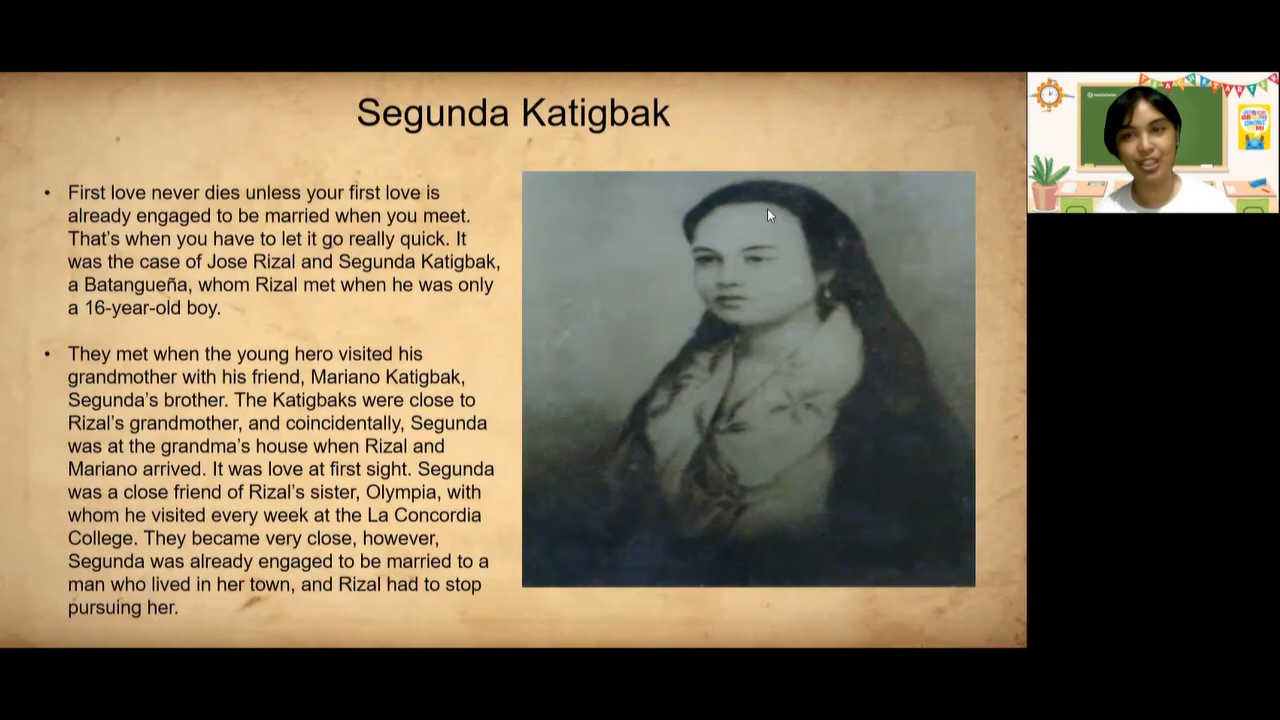 Segunda Katigbak
• First love never dies unless your first love is
already engaged to be married when you meet.
That’s when you have to let it go really quick. It
was the case of Jose Rizal and Segunda Katigbak,
a Batangueña, whom Rizal met when he was only
a 16-year-old boy.
• They met when the young hero visited his
grandmother with his friend, Mariano Katigbak,
Segunda’s brother. The Katigbaks were close to
Rizal’s grandmother, and coincidentally, Segunda
was at the grandma’s house when Rizal and
Mariano arrived. It was love at first sight. Segunda
was a close friend of Rizal’s sister, Olympia, with
whom he visited every week at the La Concordia
College. They became very close, however,
Segunda was already engaged to be married to a
man who lived in her town, and Rizal had to stop
pursuing her.